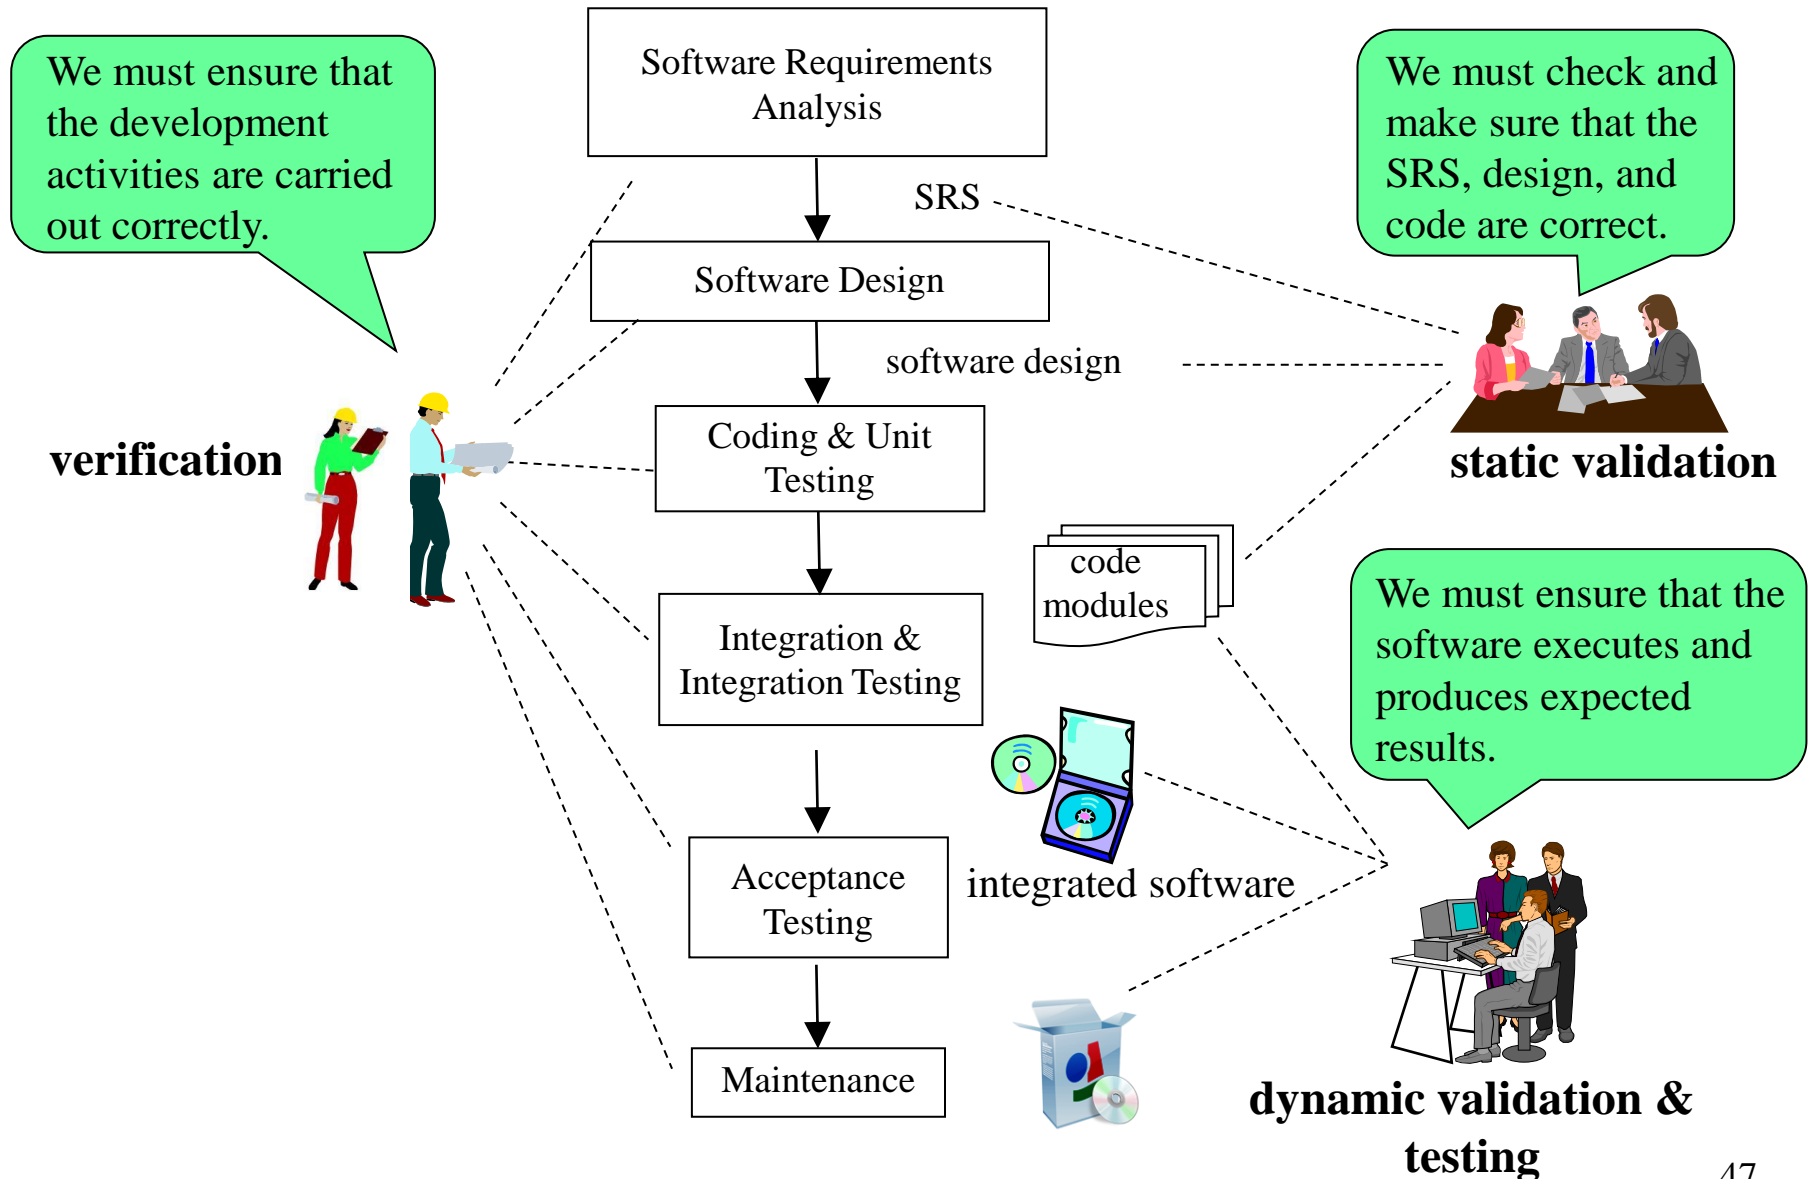 We must ensure that
the development
activities are carried
out correctly.
Software Requirements
Analysis
We must check and
make sure that the
SRS, design, and
code are correct.
SRS
Software Design
software design
verification
Coding & Unit
Testing
static validation
code
modules
We must ensure that the
software executes and
produces expected
results.
Integration &
Integration Testing
integrated software
Acceptance
Testing
Maintenance
dynamic validation &
testing
47